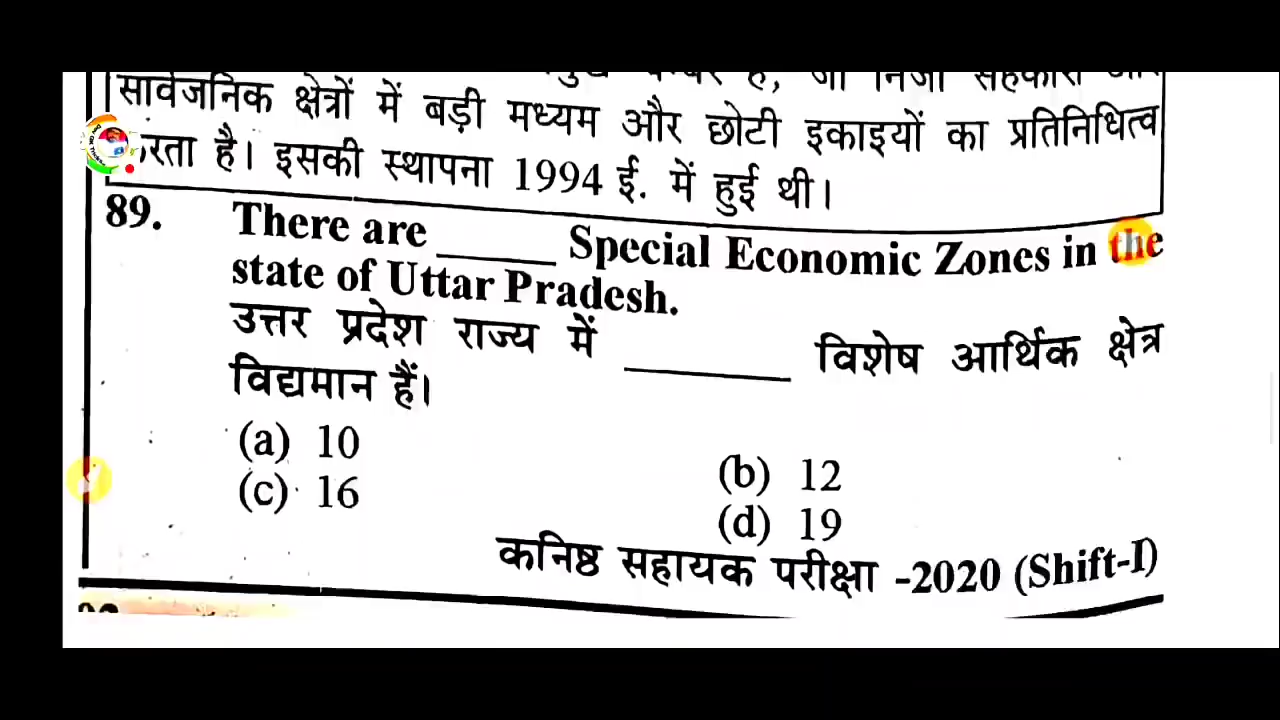 सार्वजनिक क्षेत्रों में बड़ी मध्यम और छोटी इकाइयों का प्रतिनिधित्व
करता है। इसकी स्थापना 1994 ई. में हुई थी।
89. There are _____ Special Economic Zones in the
state of Uttar Pradesh.
उत्तर प्रदेश राज्य में _______ विशेष आर्थिक क्षेत्र
विद्यमान हैं।
(a) 10
(b) 12
(c) 16
(d) 19
कनिष्ठ सहायक परीक्षा -2020 (Shift-I)